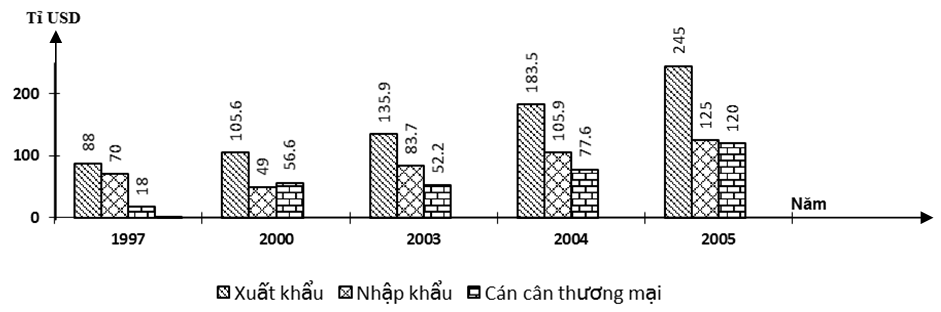 Tỉ USD
200
100
0
88 70 18
105.6 49 56.6
135.9 83.7 52.2
183.5 105.9 77.6
245 125 120
Năm
1997 2000 2003 2004 2005
Xuất khẩu Nhập khẩu Cán cân thương mại